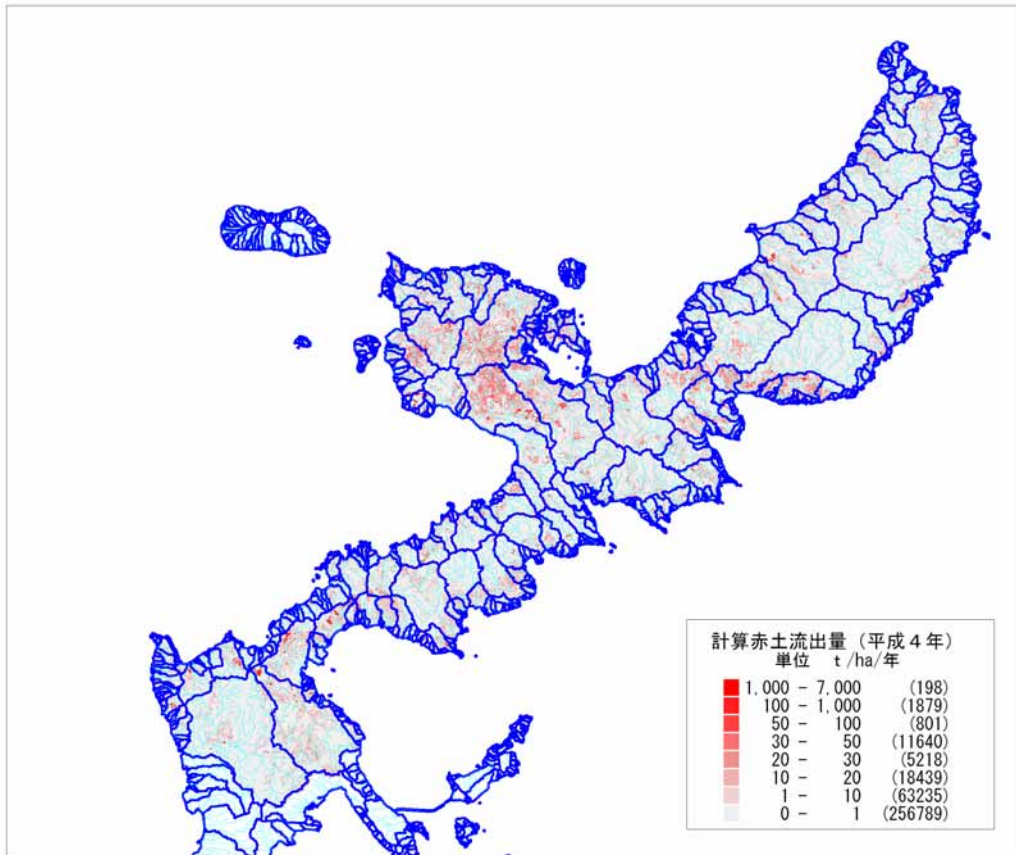 計算赤土流出量（平成４年）
単位 ｔ/ha/年
1,000 － 7,000 (198)
100 － 1,000 (1879)
50 － 100 (801)
30 － 50 (11640)
20 － 30 (5218)
10 － 20 (18439)
1 － 10 (63235)
0 － 1 (256789)